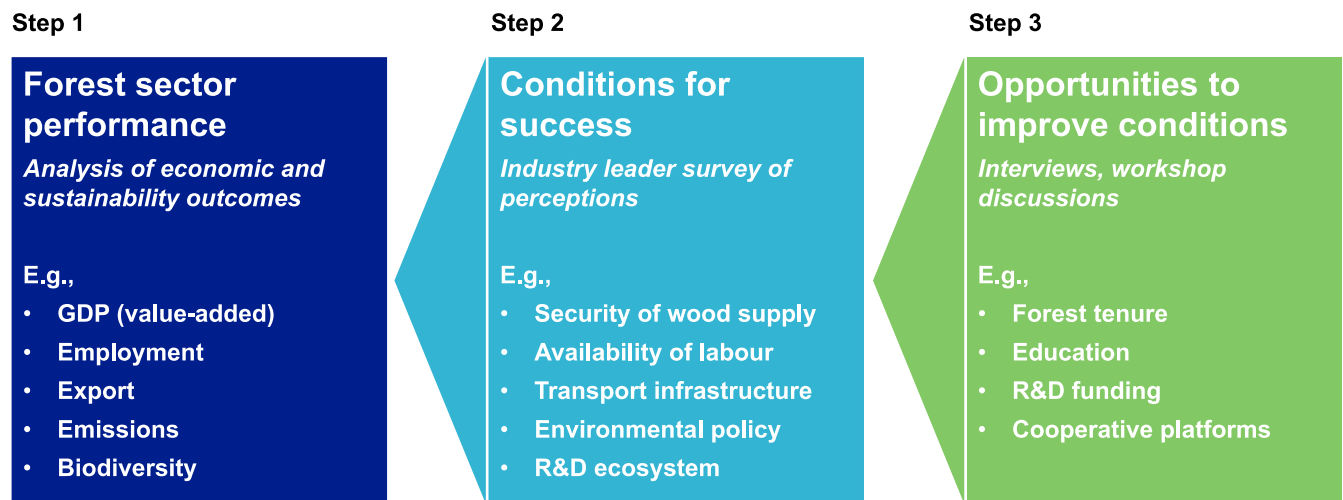 Step 1
Forest sector
performance
Analysis of economic and
sustainability outcomes
E.g.,
• GDP (value-added)
• Employment
• Export
• Emissions
• Biodiversity
Step 2
Conditions for
success
Industry leader survey of
perceptions
E.g.,
• Security of wood supply
• Availability of labour
• Transport infrastructure
• Environmental policy
• R&D ecosystem
Step 3
Opportunities to
improve conditions
Interviews, workshop
discussions
E.g.,
• Forest tenure
• Education
• R&D funding
• Cooperative platforms